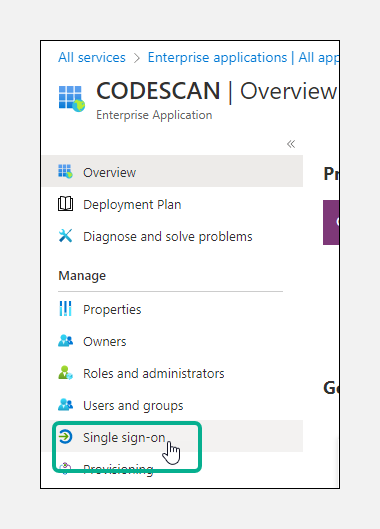 All services > Enterprise applications | All app
CODESCAN | Overview
Enterprise Application
«
Overview
Pr
Deployment Plan
Diagnose and solve problems
Manage
Properties
Owners
Roles and administrators
Ge
Users and groups
Single sign-on
Provisioning